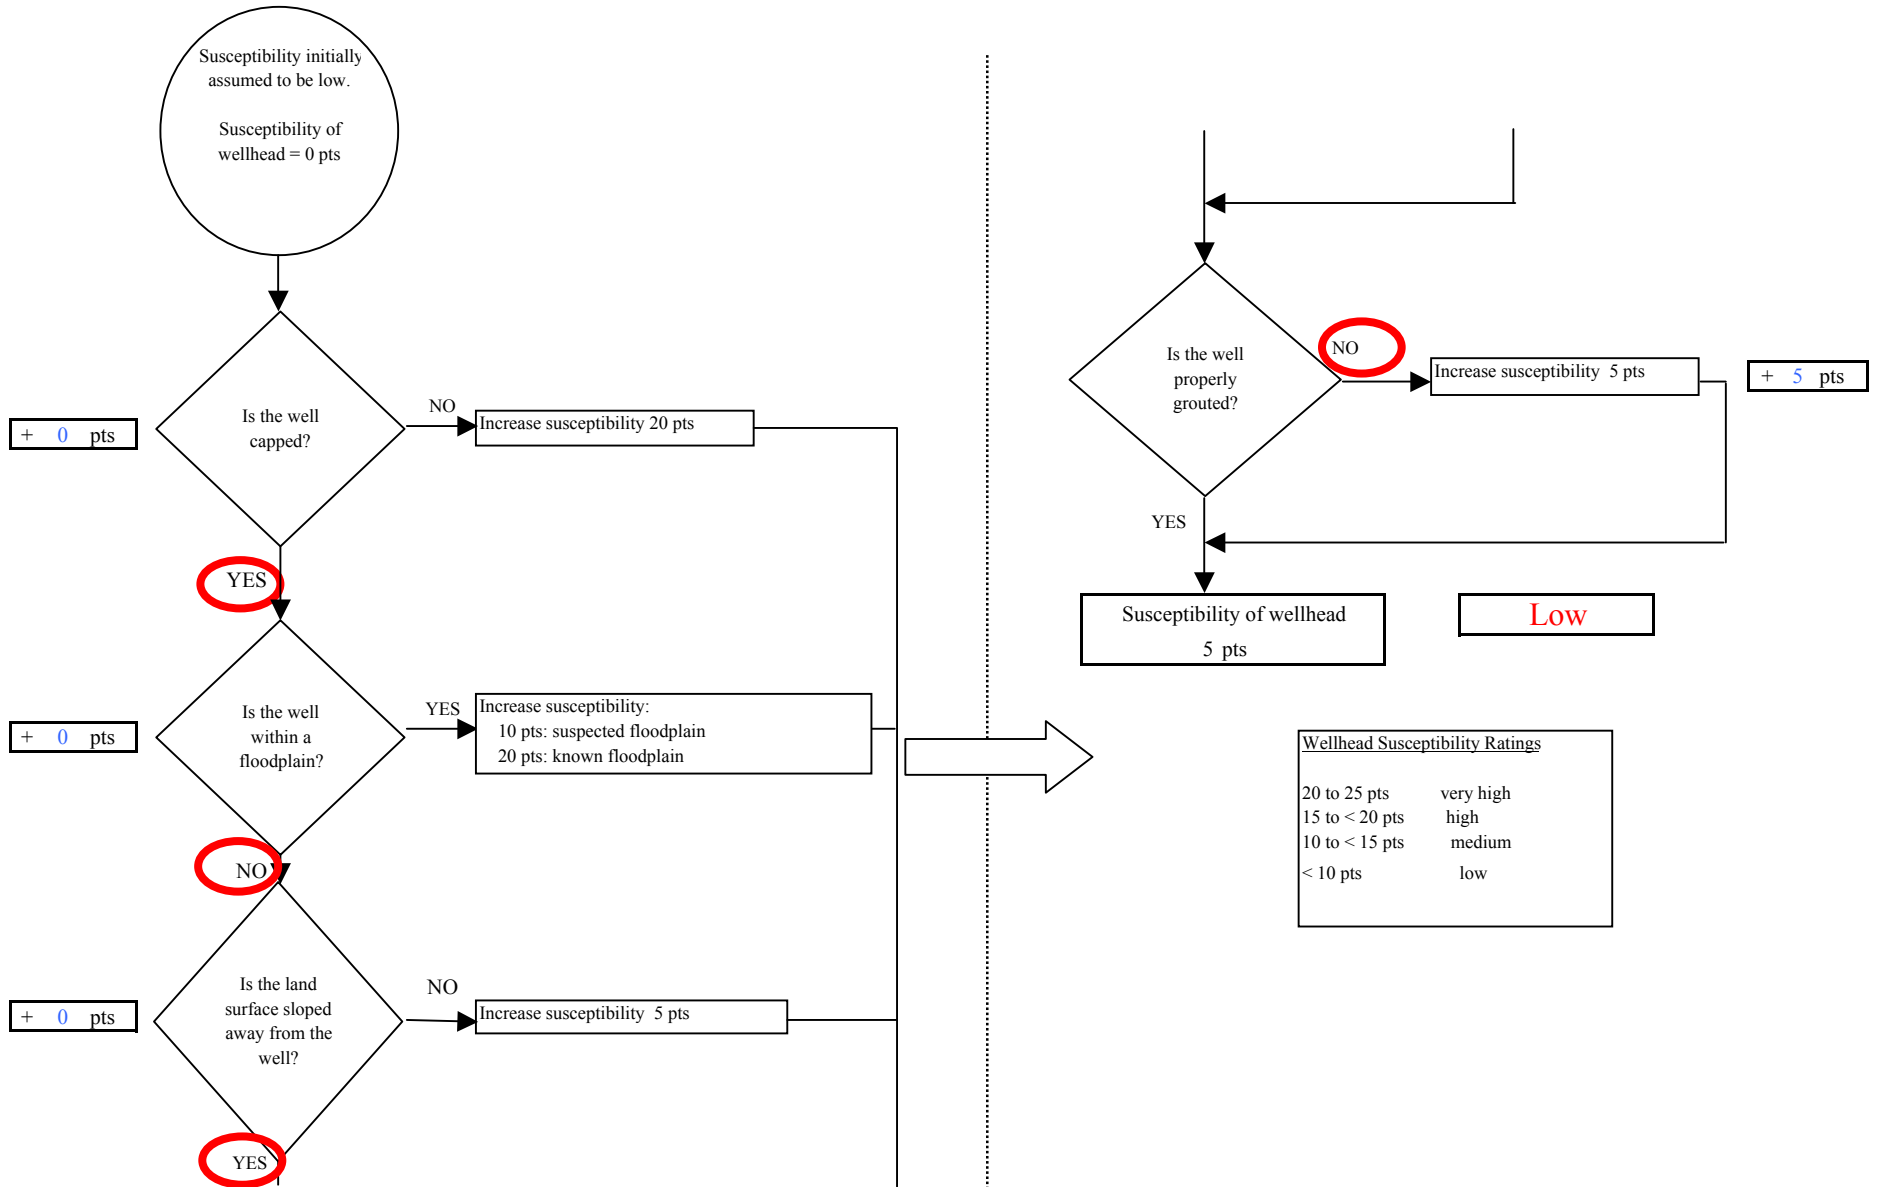 Susceptibility initially
assumed to be low.
Susceptibility of
wellhead = 0 pts
Is the well
capped?
NO
Increase susceptibility 20 pts
+ 0 pts
YES
Is the well
within a
floodplain?
YES
Increase susceptibility:
10 pts: suspected floodplain
20 pts: known floodplain
+ 0 pts
NO
Is the land
surface sloped
away from the
well?
NO
Increase susceptibility 5 pts
+ 0 pts
YES
Is the well
properly
grouted?
NO
Increase susceptibility 5 pts
+ 5 pts
YES
Susceptibility of wellhead
5 pts
Low
Wellhead Susceptibility Ratings
20 to 25 pts very high
15 to < 20 pts high
10 to < 15 pts medium
< 10 pts low